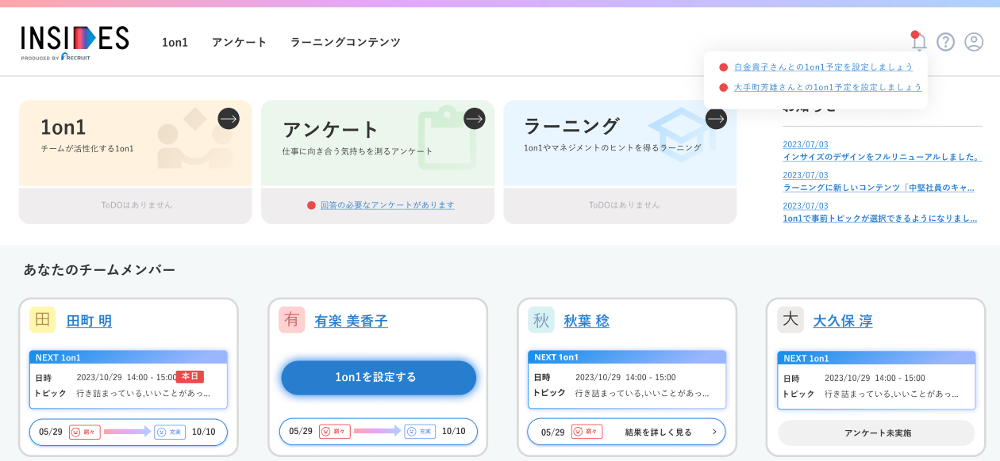 INSIDES
PRODUCED BY RECRUIT
1on1
アンケート
ラーニングコンテンツ
白金貴子さんとの1on1予定を設定しましょう
大手町芳雄さんとの1on1予定を設定しましょう
1on1
チームが活性化する1on1
ToDOはありません
アンケート
仕事に向き合う気持ちを測るアンケート
回答の必要なアンケートがあります
ラーニング
1on1やマネジメントのヒントを得るラーニング
ToDOはありません
お知らせ
2023/07/03
インサイズのデザインをフルリニューアルしました。
2023/07/03
ラーニングに新しいコンテンツ「中堅社員のキャ...
2023/07/03
1on1で事前トピックが選択できるようになりまし...
あなたのチームメンバー
田 田町 明
NEXT 1on1
日時 2023/10/29 14:00 - 15:00 本日
トピック 行き詰まっている,いいことがあっ...
05/29 弱々 充実 10/10
有 有楽 美香子
1on1を設定する
05/29 弱々 充実 10/10
秋 秋葉 稔
NEXT 1on1
日時 2023/10/29 14:00 - 15:00
トピック 行き詰まっている,いいことがあっ...
05/29 弱々 結果を詳しく見る
大 大久保 淳
NEXT 1on1
日時 2023/10/29 14:00 - 15:00
トピック 行き詰まっている,いいことがあっ...
アンケート未実施